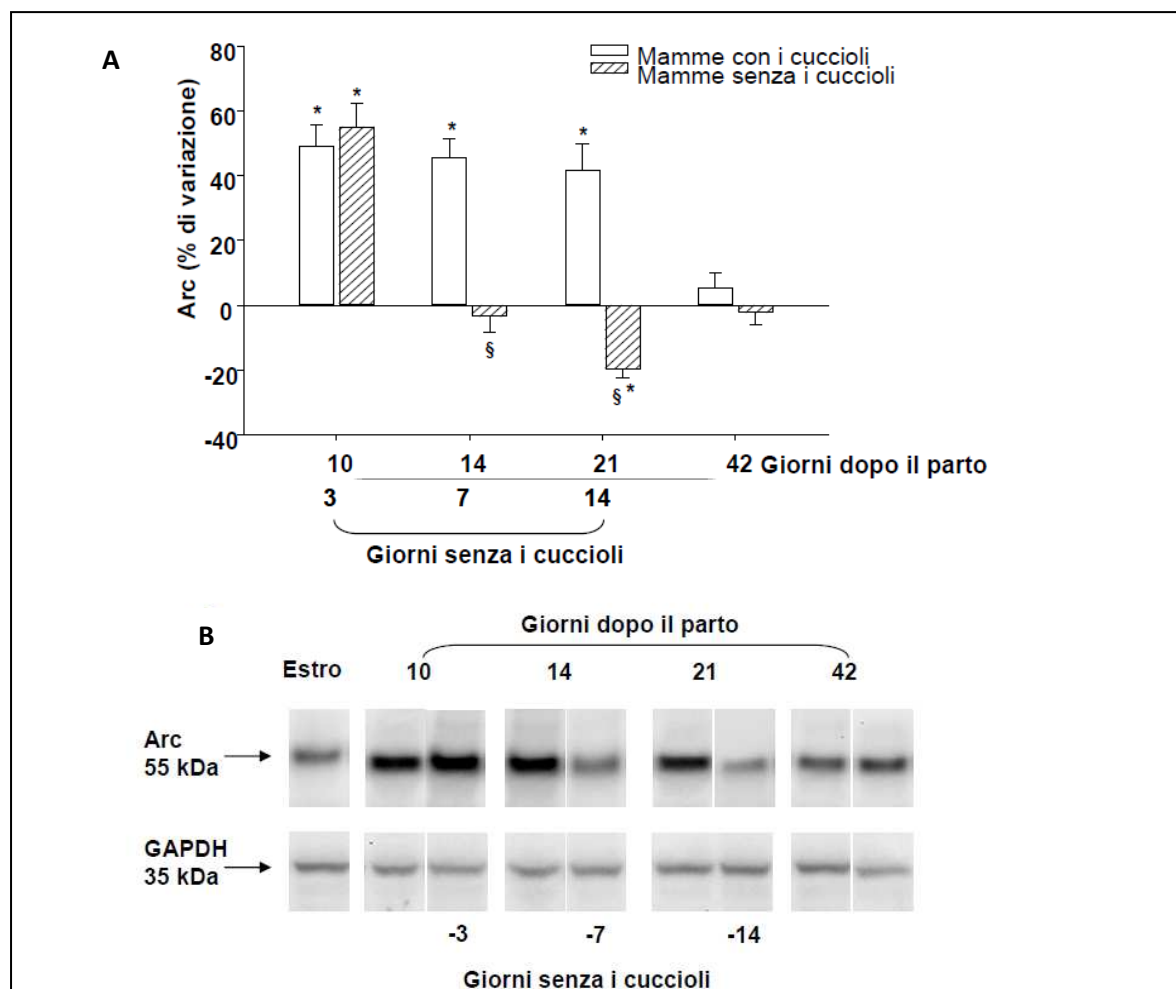 A
80
60
40
20
0
-20
-40
Arc (% di variazione)
Mamme con i cuccioli
Mamme senza i cuccioli
* * * *
§
§ *
10 14 21 42 Giorni dopo il parto
3 7 14
Giorni senza i cuccioli
B
Giorni dopo il parto
Estro 10 14 21 42
Arc
55 kDa
GAPDH
35 kDa
-3 -7 -14
Giorni senza i cuccioli